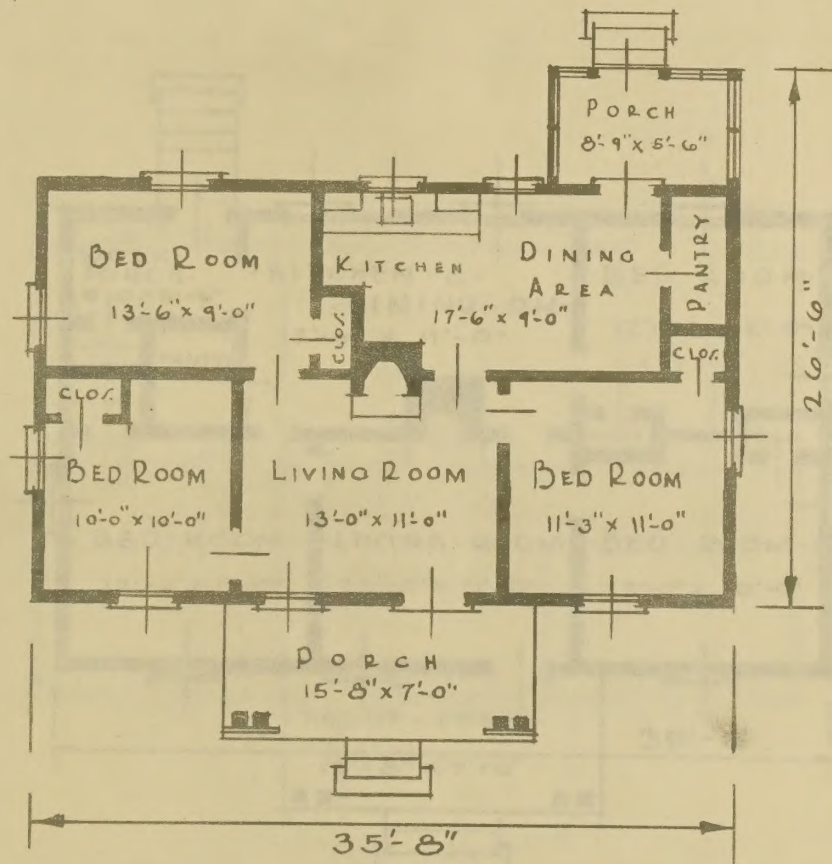 PORCH
8'-9" x 5'-6"
BED ROOM
13'-6" x 9'-0"
KITCHEN
DINING
AREA
17'-6" x 9'-0"
PANTRY
CLOS.
CLOS.
CLOS.
26'-6"
BED ROOM
10'-0" x 10'-0"
LIVING ROOM
13'-0" x 11'-0"
BED ROOM
11'-3" x 11'-0"
PORCH
15'-8" x 7'-0"
35'-8"